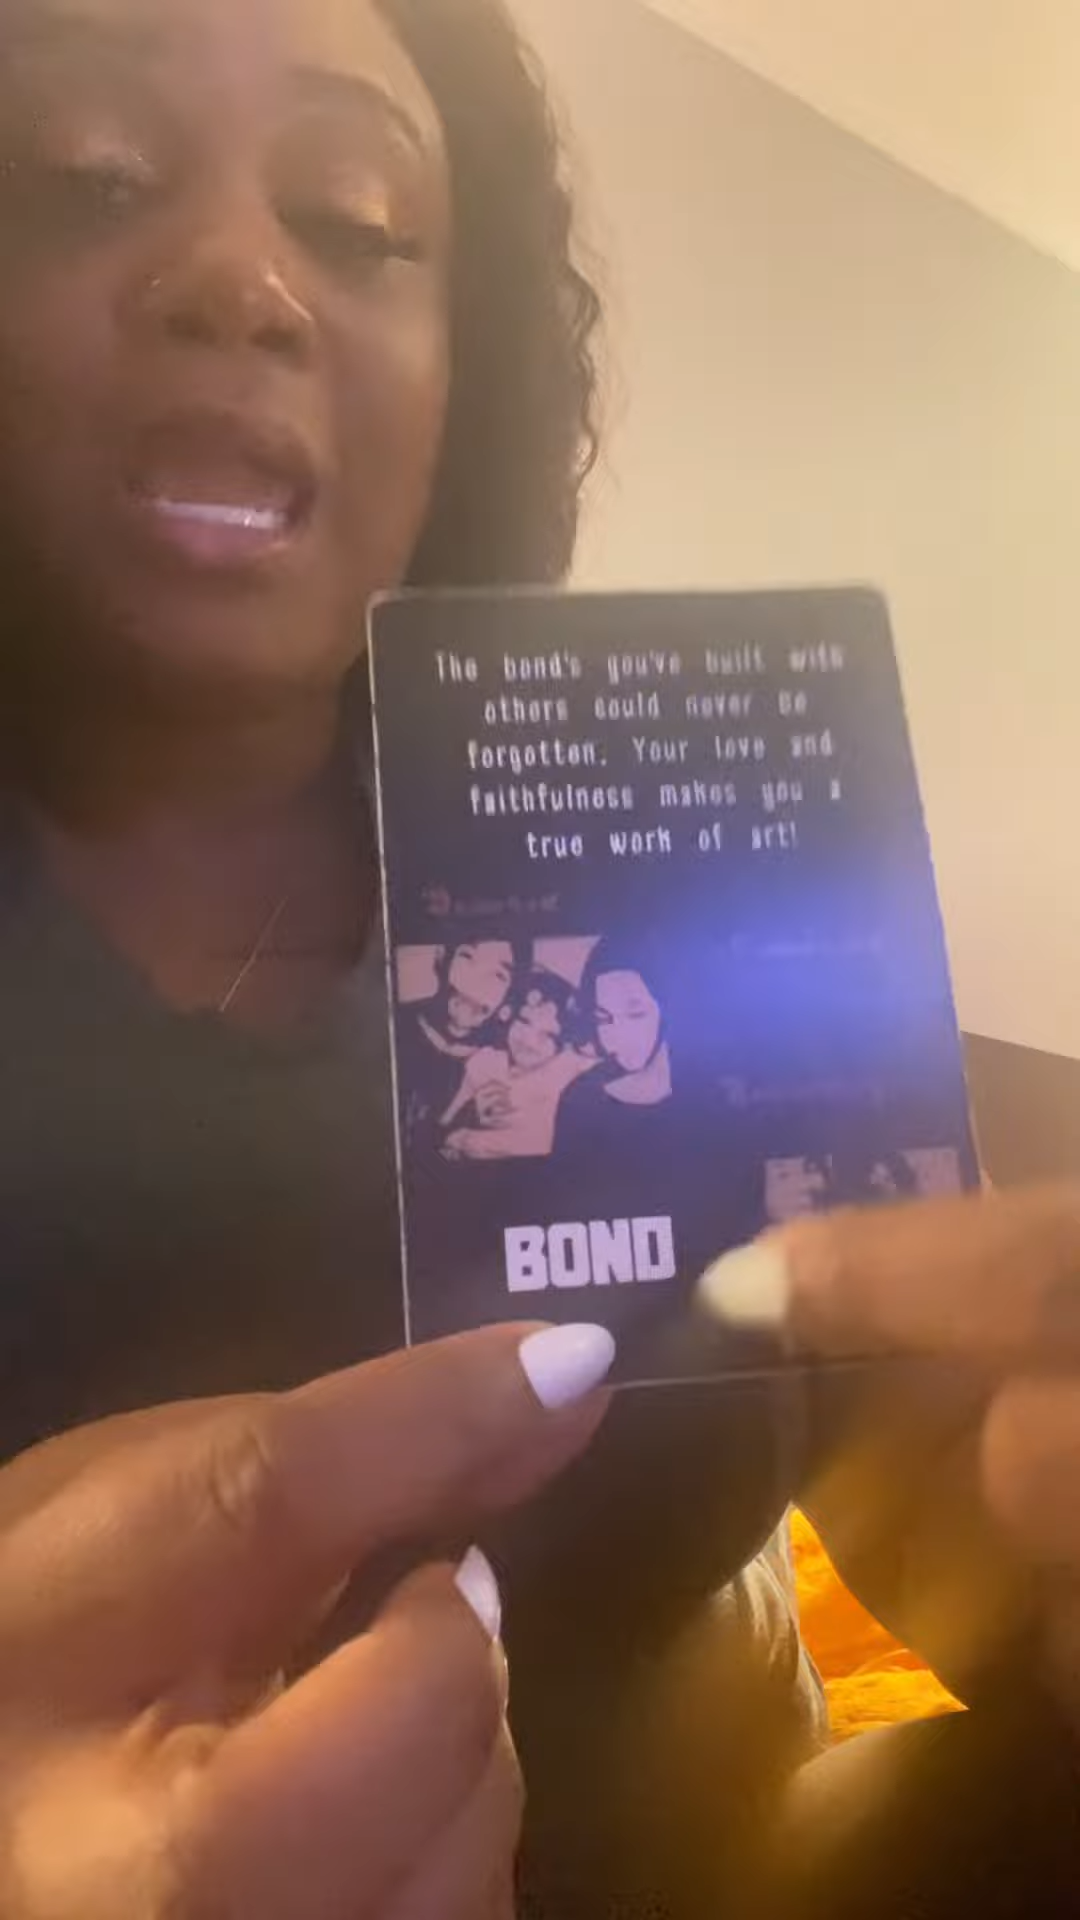 The bond's you've built with
others could never be
forgotten. Your love and
faithfulness makes you a
true work of art!
BOND